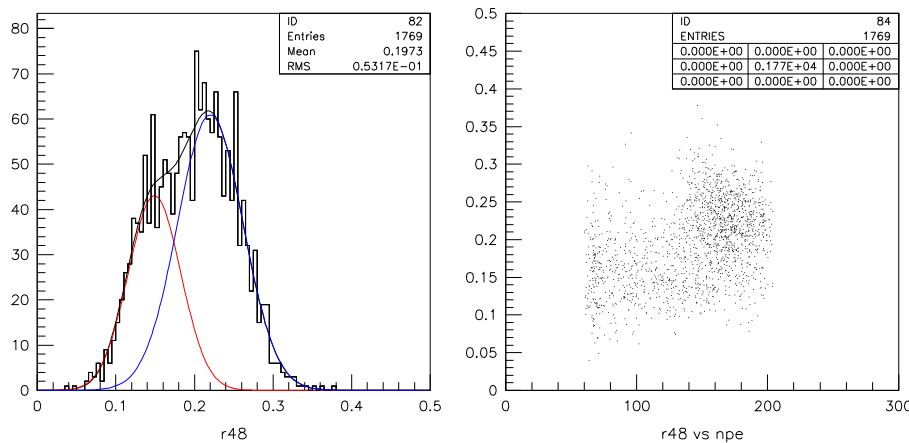 ID 82
Entries 1769
Mean 0.1973
RMS 0.5317E-01
80
70
60
50
40
30
20
10
0
0 0.1 0.2 0.3 0.4 0.5
r48
ID 84
ENTRIES 1769
0.000E+00 0.000E+00 0.000E+00
0.000E+00 0.177E+04 0.000E+00
0.000E+00 0.000E+00 0.000E+00
0.5
0.45
0.4
0.35
0.3
0.25
0.2
0.15
0.1
0.05
0
0 100 200 300
r48 vs npe